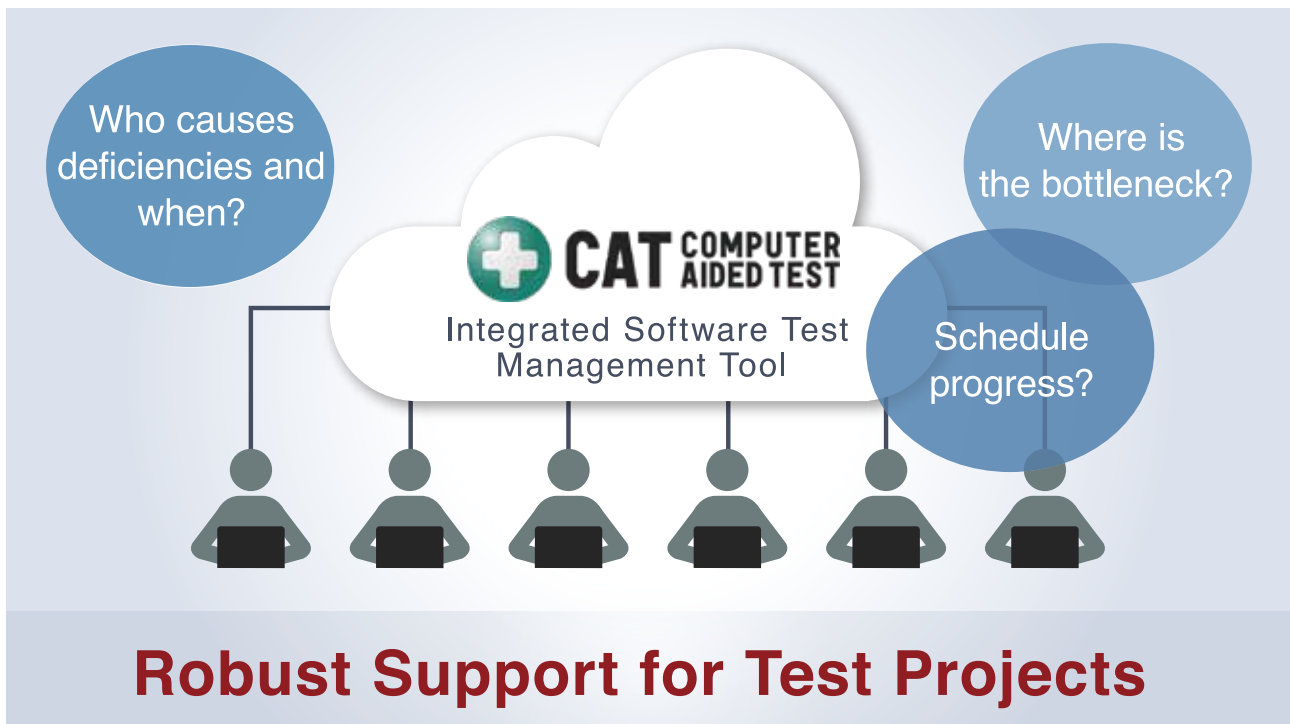 Who causes
deficiencies and
when?
Where is
the bottleneck?
CAT COMPUTER
AIDED TEST
Integrated Software Test
Management Tool
Schedule
progress?
Robust Support for Test Projects